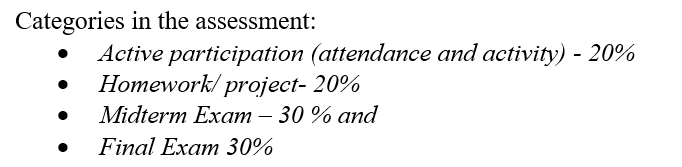 Categories in the assessment:
• Active participation (attendance and activity) - 20%
• Homework/ project- 20%
• Midterm Exam – 30 % and
• Final Exam 30%